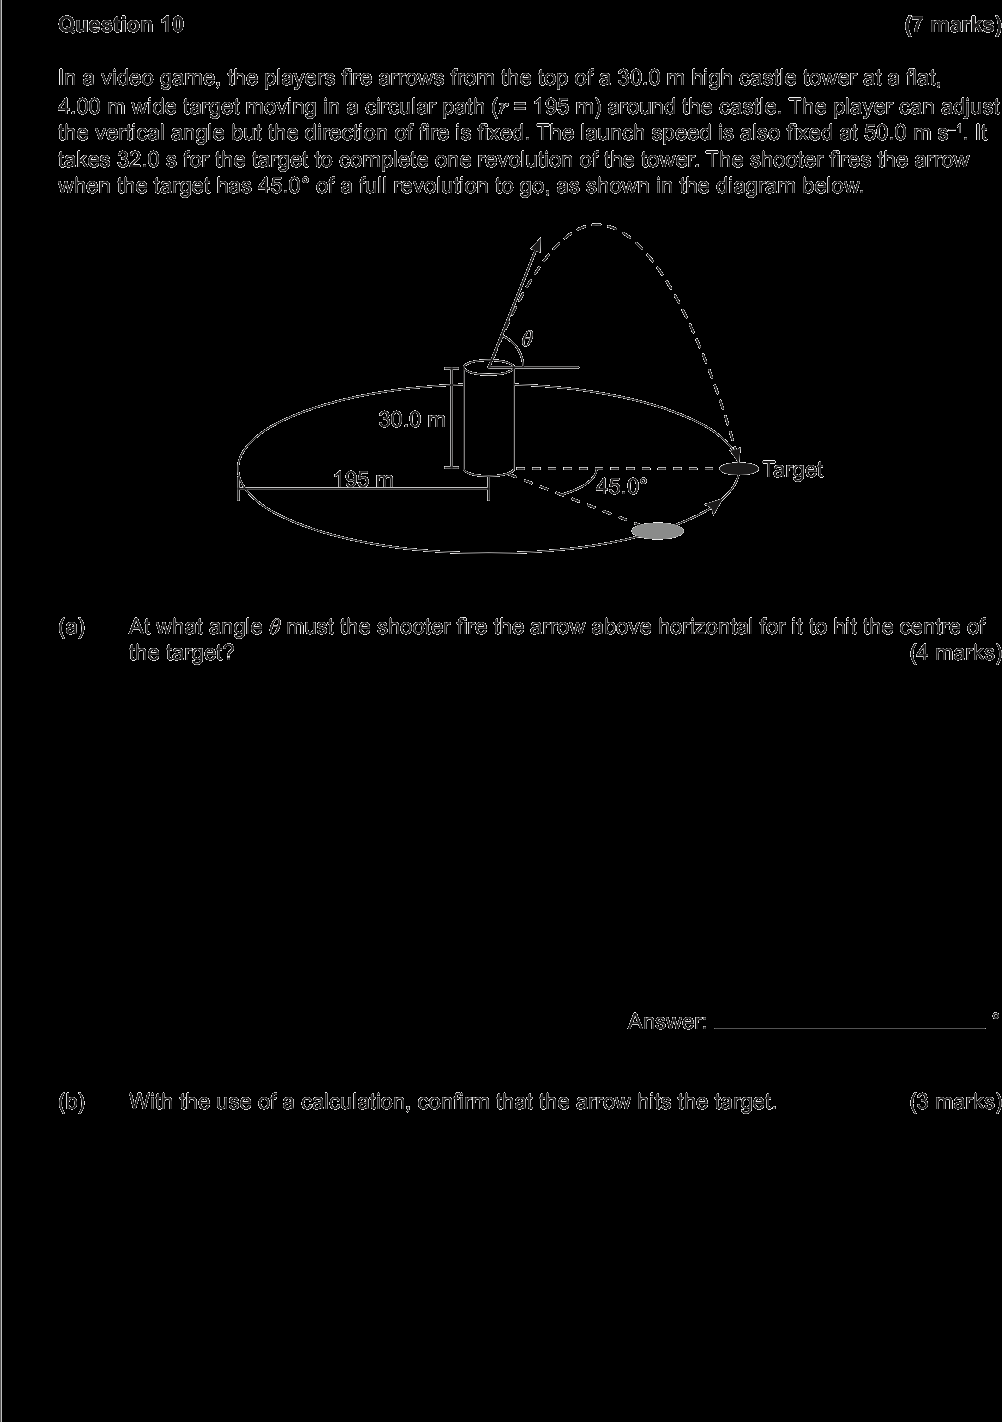 Question 10 (7 marks)
In a video game, the players fire arrows from the top of a 30.0 m high castle tower at a flat,
4.00 m wide target moving in a circular path (r = 195 m) around the castle. The player can adjust
the vertical angle but the direction of fire is fixed. The launch speed is also fixed at 50.0 m s⁻¹. It
takes 32.0 s for the target to complete one revolution of the tower. The shooter fires the arrow
when the target has 45.0° of a full revolution to go, as shown in the diagram below.
θ
30.0 m
Target
195 m
45.0°
(a) At what angle θ must the shooter fire the arrow above horizontal for it to hit the centre of
the target? (4 marks)
Answer: °
(b) With the use of a calculation, confirm that the arrow hits the target. (3 marks)